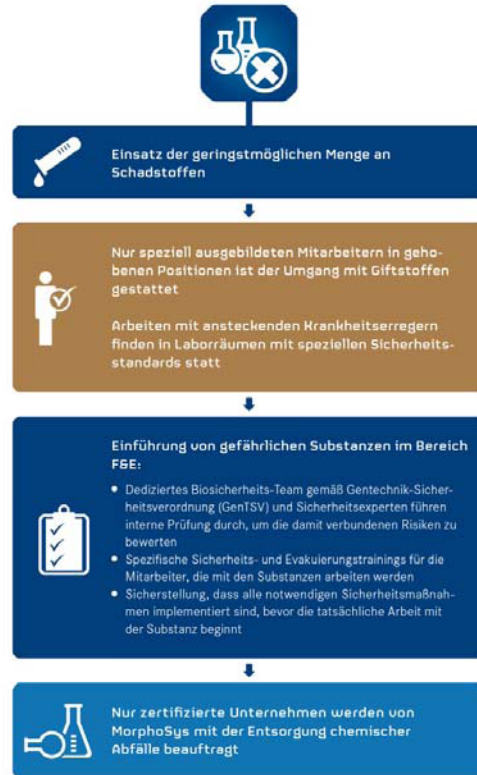 Einsatz der geringstmöglichen Menge an
Schadstoffen
Nur speziell ausgebildeten Mitarbeitern in geho-
benen Positionen ist der Umgang mit Giftstoffen
gestattet
Arbeiten mit ansteckenden Krankheitserregern
finden in Laborräumen mit speziellen Sicherheits-
standards statt
Einführung von gefährlichen Substanzen im Bereich
F&E:
• Dediziertes Biosicherheits-Team gemäß Gentechnik-Sicher-
heitsverordnung (GenTSV) und Sicherheitsexperten führen
interne Prüfung durch, um die damit verbundenen Risiken zu
bewerten
• Spezifische Sicherheits- und Evakuierungstrainings für die
Mitarbeiter, die mit den Substanzen arbeiten werden
• Sicherstellung, dass alle notwendigen Sicherheitsmaßnah-
men implementiert sind, bevor die tatsächliche Arbeit mit
der Substanz beginnt
Nur zertifizierte Unternehmen werden von
MorphoSys mit der Entsorgung chemischer
Abfälle beauftragt